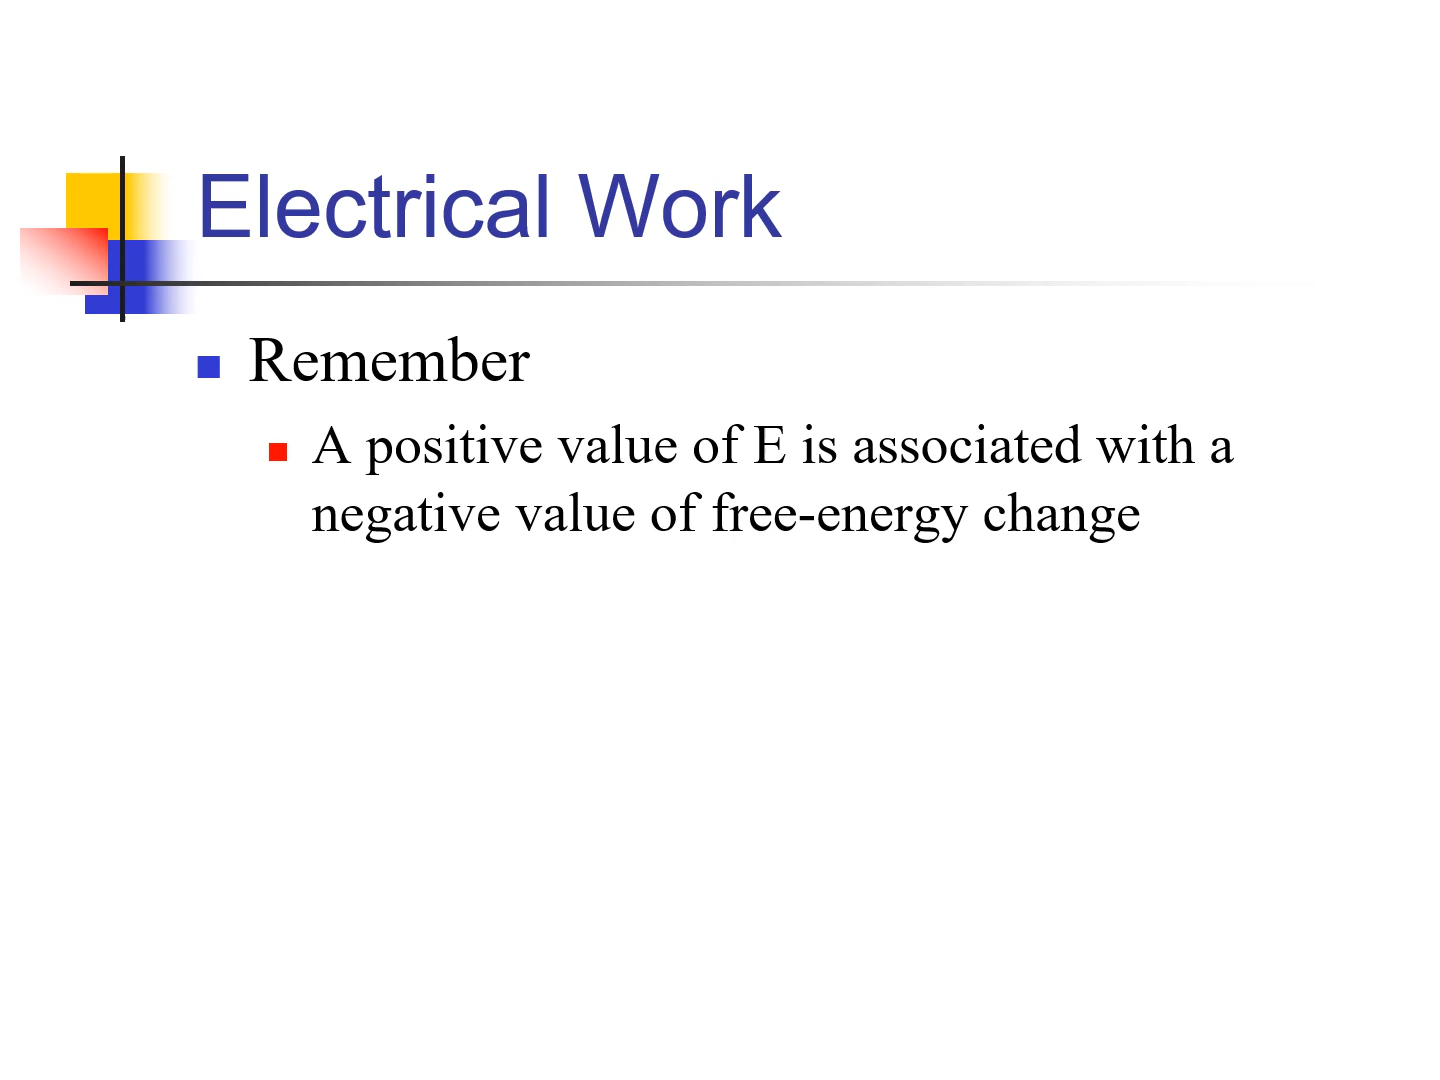 Electrical Work
Remember
A positive value of E is associated with a
negative value of free-energy change